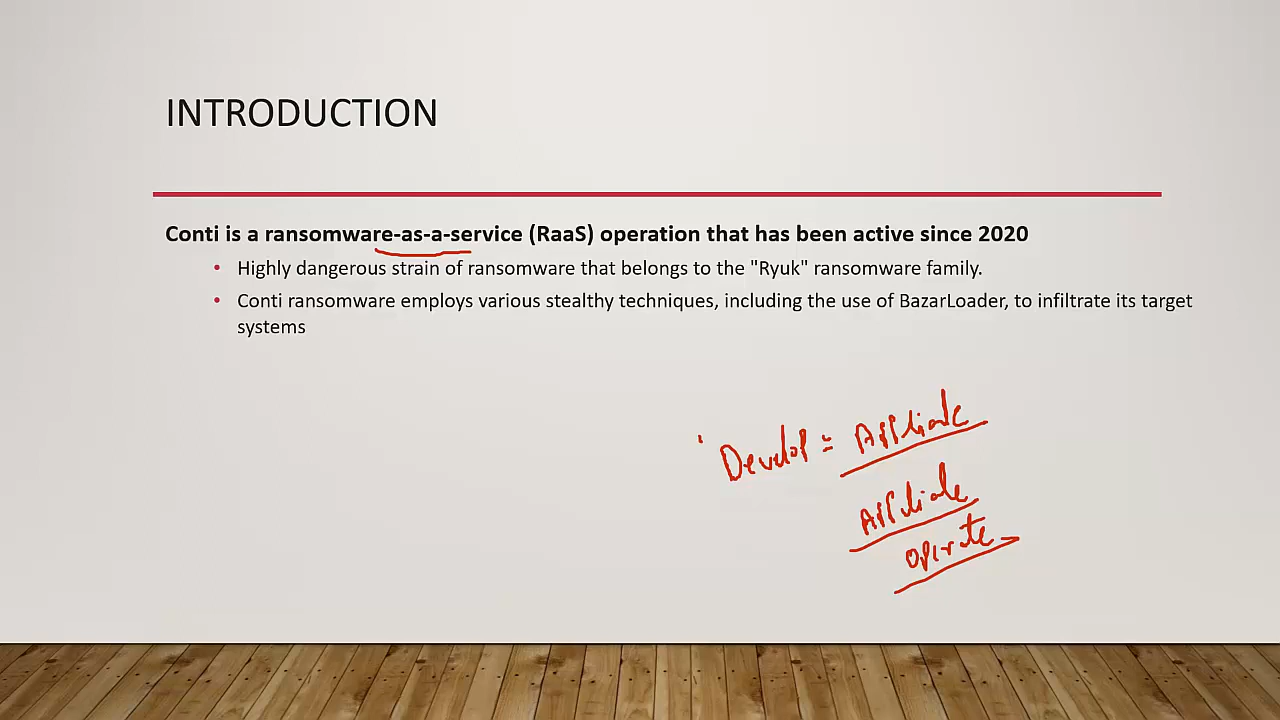 INTRODUCTION
Conti is a ransomware-as-a-service (RaaS) operation that has been active since 2020
• Highly dangerous strain of ransomware that belongs to the "Ryuk" ransomware family.
• Conti ransomware employs various stealthy techniques, including the use of BazarLoader, to infiltrate its target
systems
Develop = Affiliate
Affiliate
operate